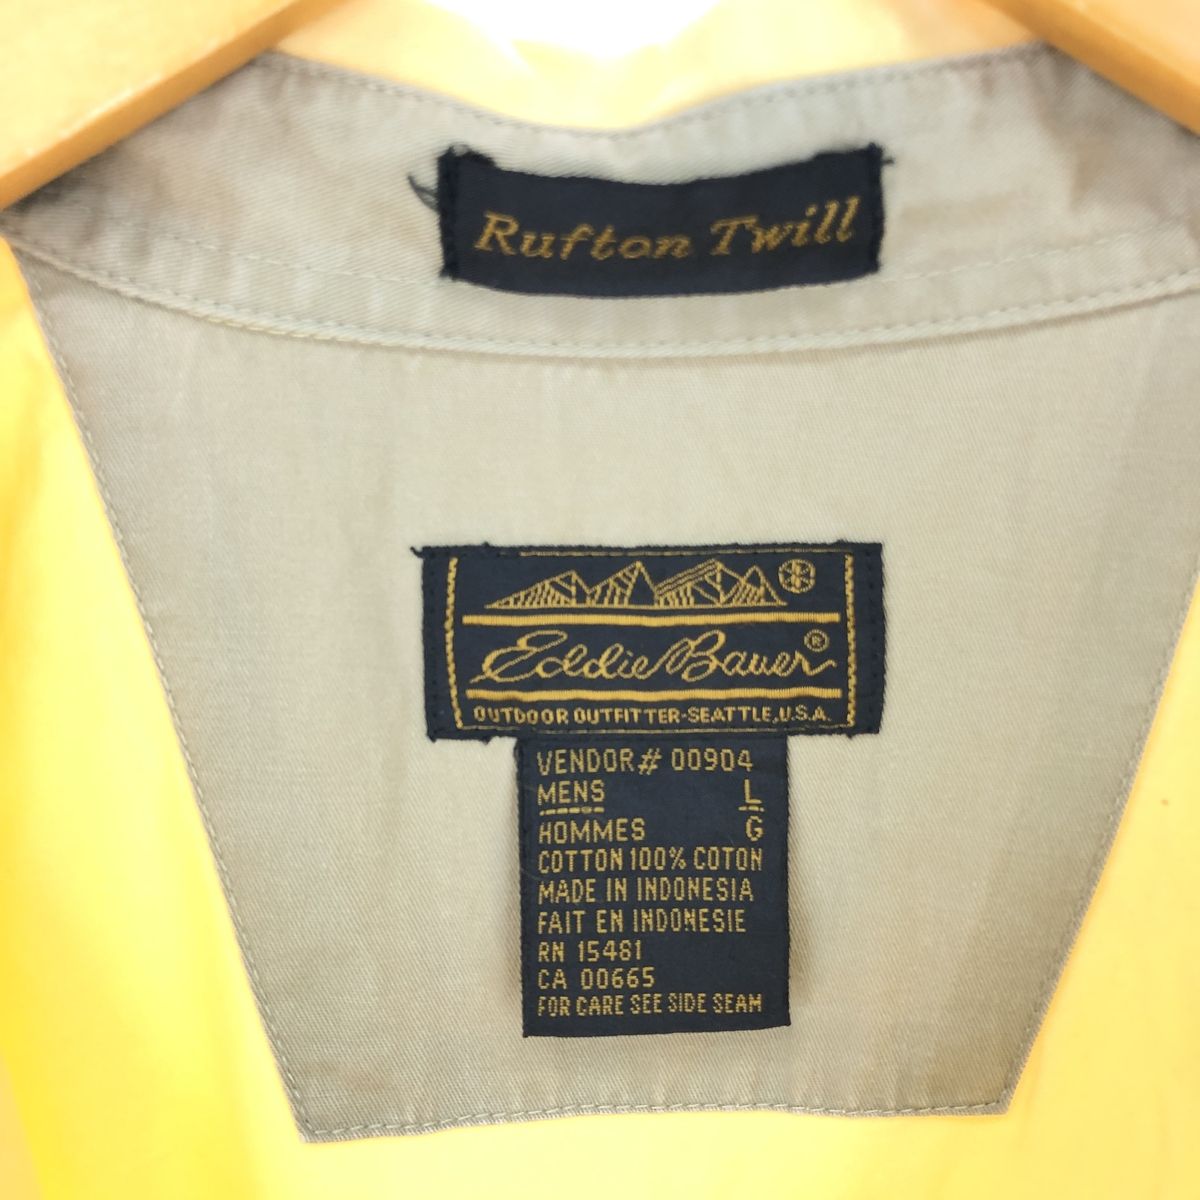 Rufton Twill
Eddie Bauer®
OUTDOOR OUTFITTER-SEATTLE, U.S.A.
VENDOR# 00904
MENS L
HOMMES G
COTTON 100% COTON
MADE IN INDONESIA
FAIT EN INDONESIE
RN 15481
CA 00665
FOR CARE SEE SIDE SEAM